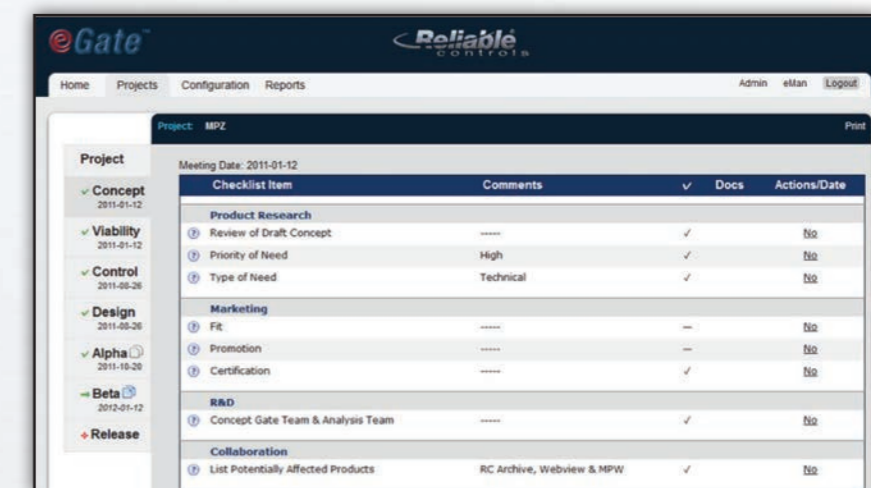 eGate™
Reliable controls
Home Projects Configuration Reports Admin eMan Logout
Project: MPZ Print
Project
Meeting Date: 2011-01-12
Checklist Item Comments ✓ Docs Actions/Date
✓ Concept
2011-01-12
✓ Viability
2011-01-12
✓ Control
2011-08-26
✓ Design
2011-08-26
✓ Alpha
2011-10-20
Beta
2012-01-12
Release
Product Research
Review of Draft Concept ----- ✓ No
Priority of Need High ✓ No
Type of Need Technical ✓ No
Marketing
Fit ----- — No
Promotion ----- — No
Certification ----- ✓ No
R&D
Concept Gate Team & Analysis Team ----- ✓ No
Collaboration
List Potentially Affected Products RC Archive, Webview & MPW ✓ No